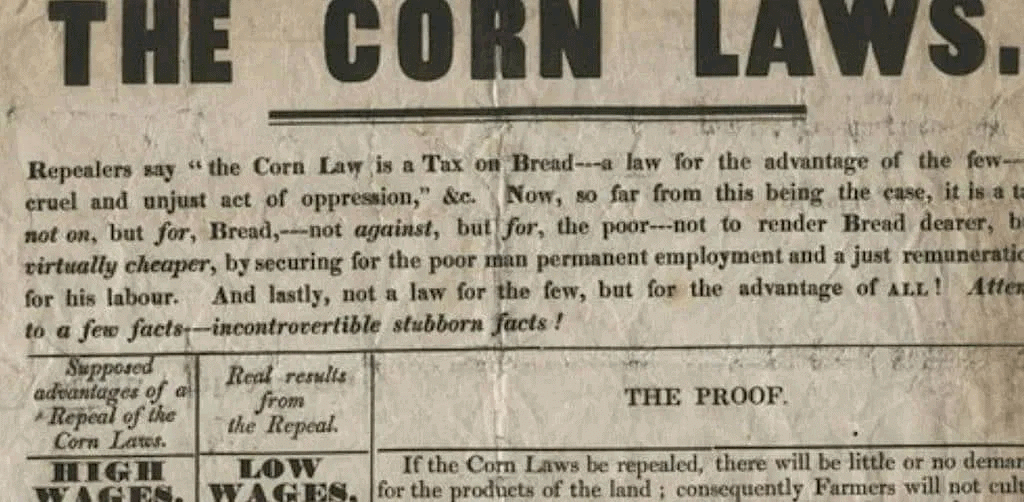 THE CORN LAWS.
Repealers say “the Corn Law is a Tax on Bread---a law for the advantage of the few—
cruel and unjust act of oppression,” &c. Now, so far from this being the case, it is a
not on, but for, Bread,---not against, but for, the poor---not to render Bread dearer,
virtually cheaper, by securing for the poor man permanent employment and a just
for his labour. And lastly, not a law for the few, but for the advantage of ALL!
to a few facts—incontrovertible stubborn facts!
Supposed
advantages of a
Repeal of the
Corn Laws.
Real results
from
the Repeal.
THE PROOF.
HIGH
WAGES.
LOW
WAGES.
If the Corn Laws be repealed, there will be little or no
for the products of the land; consequently Farmers will not